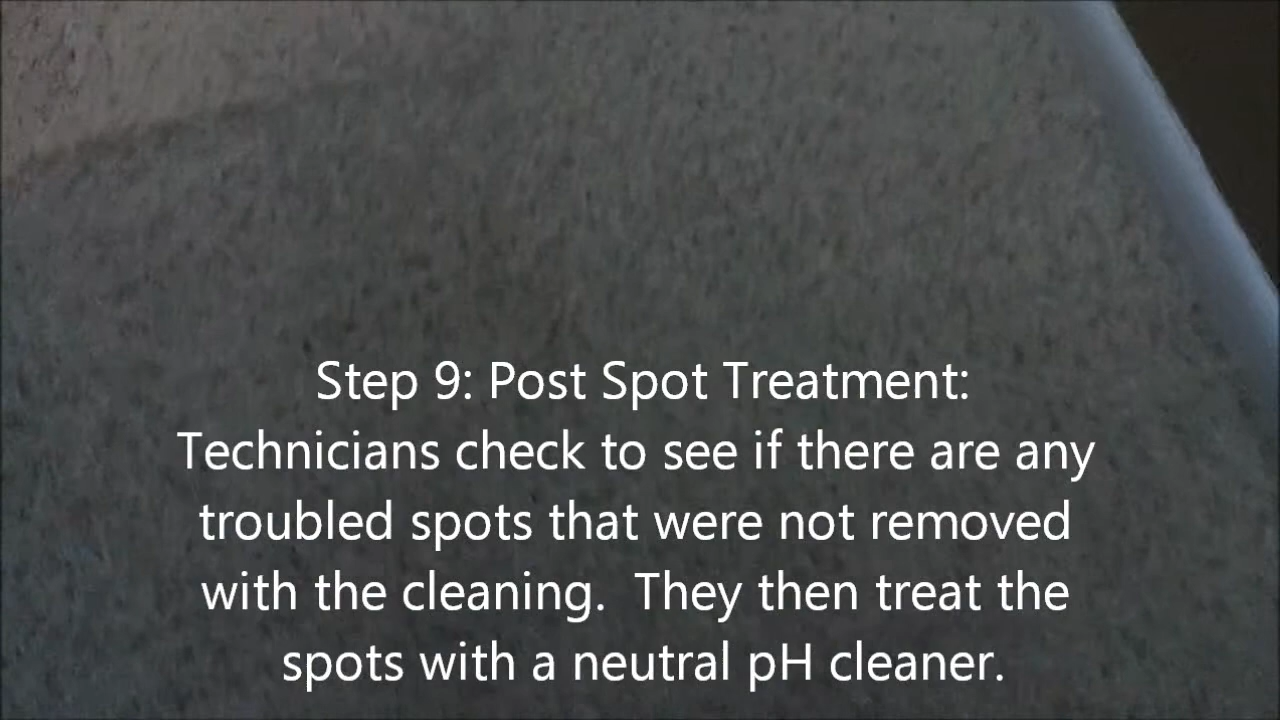 Step 9: Post Spot Treatment:
Technicians check to see if there are any
troubled spots that were not removed
with the cleaning.  They then treat the
spots with a neutral pH cleaner.